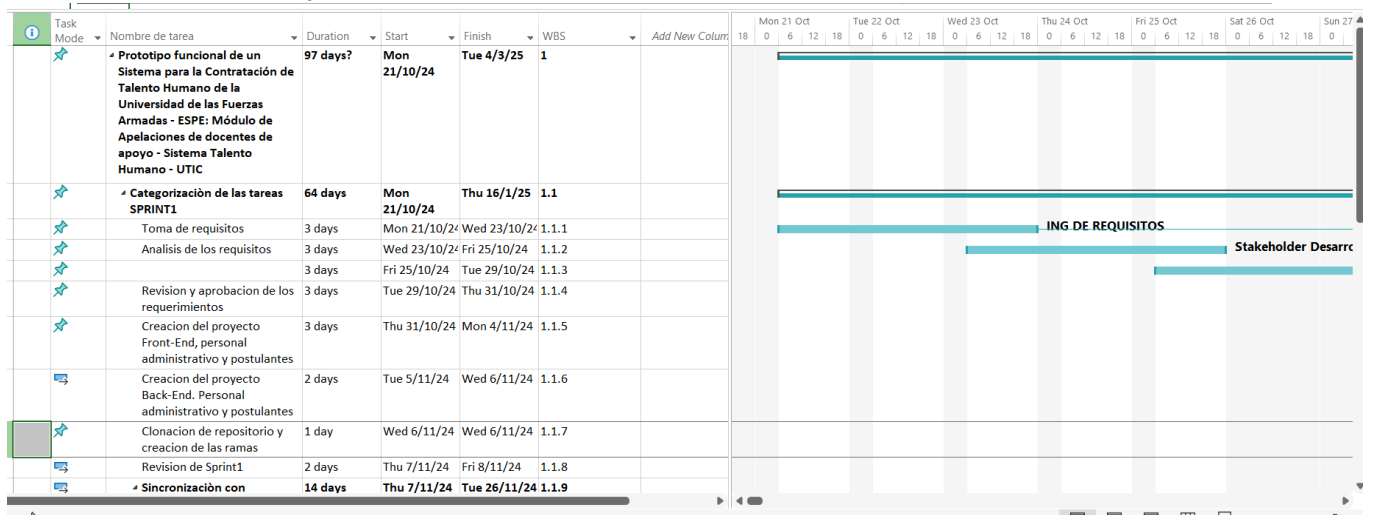 Mon 21 Oct Tue 22 Oct Wed 23 Oct Thu 24 Oct Fri 25 Oct Sat 26 Oct Sun 27
Task
Mode Nombre de tarea Duration Start Finish WBS Add New Colum 18 0 6 12 18 0 6 12 18 0 6 12 18 0 6 12 18 0 6 12 18 0 6 12 18 0
Prototipo funcional de un 97 days? Mon Tue 4/3/25 1
Sistema para la Contratación de 21/10/24
Talento Humano de la
Universidad de las Fuerzas
Armadas - ESPE: Módulo de
Apelaciones de docentes de
apoyo - Sistema Talento
Humano - UTIC
Categorizaciòn de las tareas 64 days Mon Thu 16/1/25 1.1
SPRINT1 21/10/24
Toma de requisitos 3 days Mon 21/10/24 Wed 23/10/24 1.1.1 ING DE REQUISITOS
Analisis de los requisitos 3 days Wed 23/10/24 Fri 25/10/24 1.1.2 Stakeholder Desarro
3 days Fri 25/10/24 Tue 29/10/24 1.1.3
Revision y aprobacion de los 3 days Tue 29/10/24 Thu 31/10/24 1.1.4
requerimientos
Creacion del proyecto 3 days Thu 31/10/24 Mon 4/11/24 1.1.5
Front-End, personal
administrativo y postulantes
Creacion del proyecto 2 days Tue 5/11/24 Wed 6/11/24 1.1.6
Back-End. Personal
administrativo y postulantes
Clonacion de repositorio y 1 day Wed 6/11/24 Wed 6/11/24 1.1.7
creacion de las ramas
Revision de Sprint1 2 days Thu 7/11/24 Fri 8/11/24 1.1.8
Sincronizaciòn con 14 days Thu 7/11/24 Tue 26/11/24 1.1.9